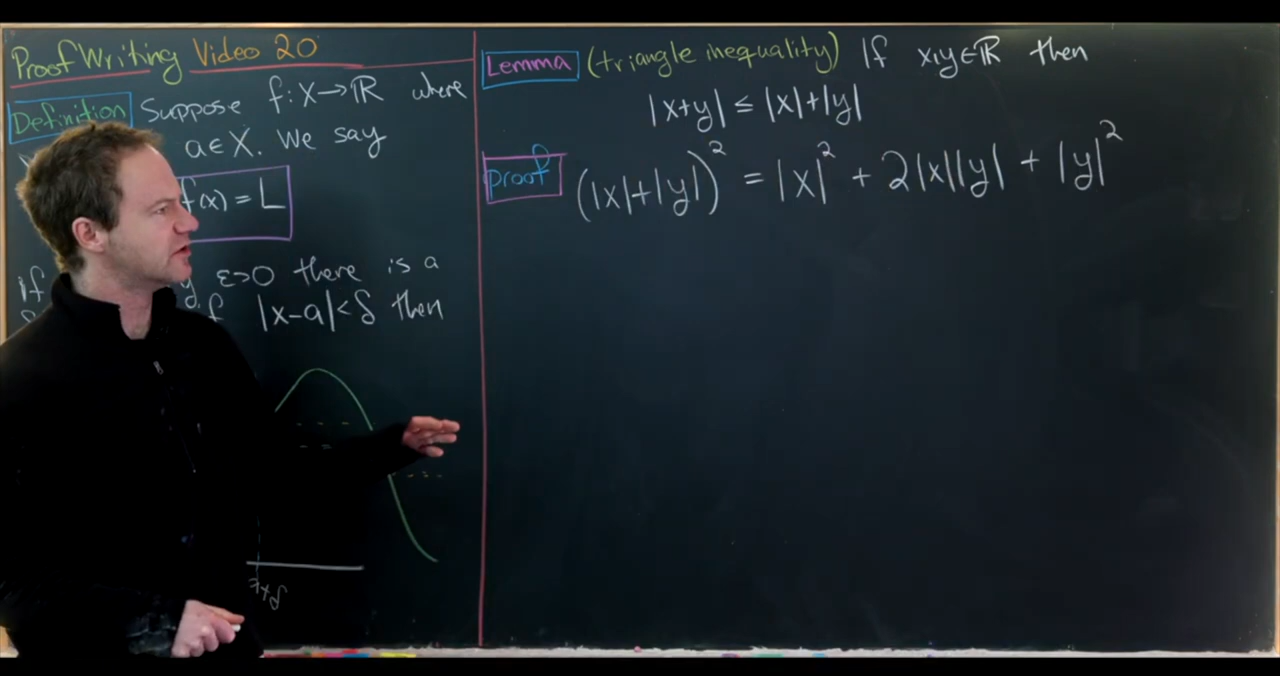 Proof Writing Video 20
Definition Suppose f: X→ℝ where
a∈X. We say
f(x) = L
If ε>0 there is a
|x-a|<δ then
Lemma (triangle inequality) If x,y∈ℝ then
|x+y| ≤ |x|+|y|
Proof (|x|+|y|)² = |x|² + 2|x||y| + |y|²